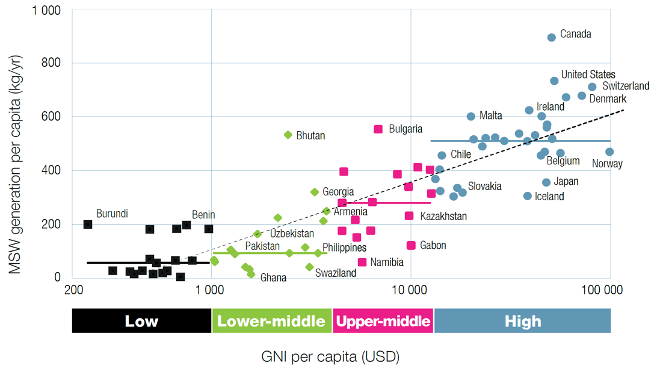 1 000
800
600
400
200
0
MSW generation per capita (kg/yr)
Canada
United States
Switzerland
Denmark
Ireland
Malta
Bulgaria
Bhutan
Chile
Belgium
Norway
Japan
Slovakia
Iceland
Georgia
Armenia
Kazakhstan
Burundi
Benin
Uzbekistan
Pakistan
Philippines
Gabon
Namibia
Ghana
Swaziland
200
1 000
10 000
100 000
Low
Lower-middle
Upper-middle
High
GNI per capita (USD)